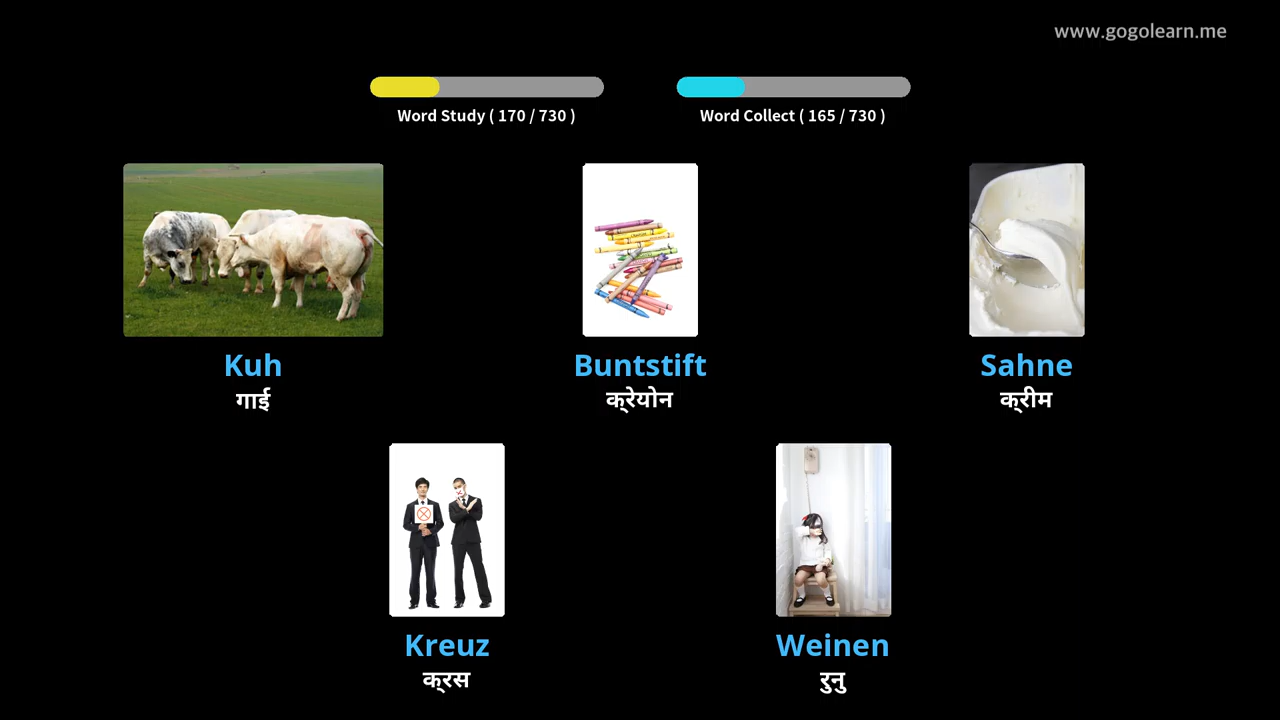 www.gogolearn.me
Word Study ( 170 / 730 )
Word Collect ( 165 / 730 )
Kuh
गाई
Buntstift
क्रेयोन
Sahne
क्रीम
Kreuz
क्रस
Weinen
रुनु